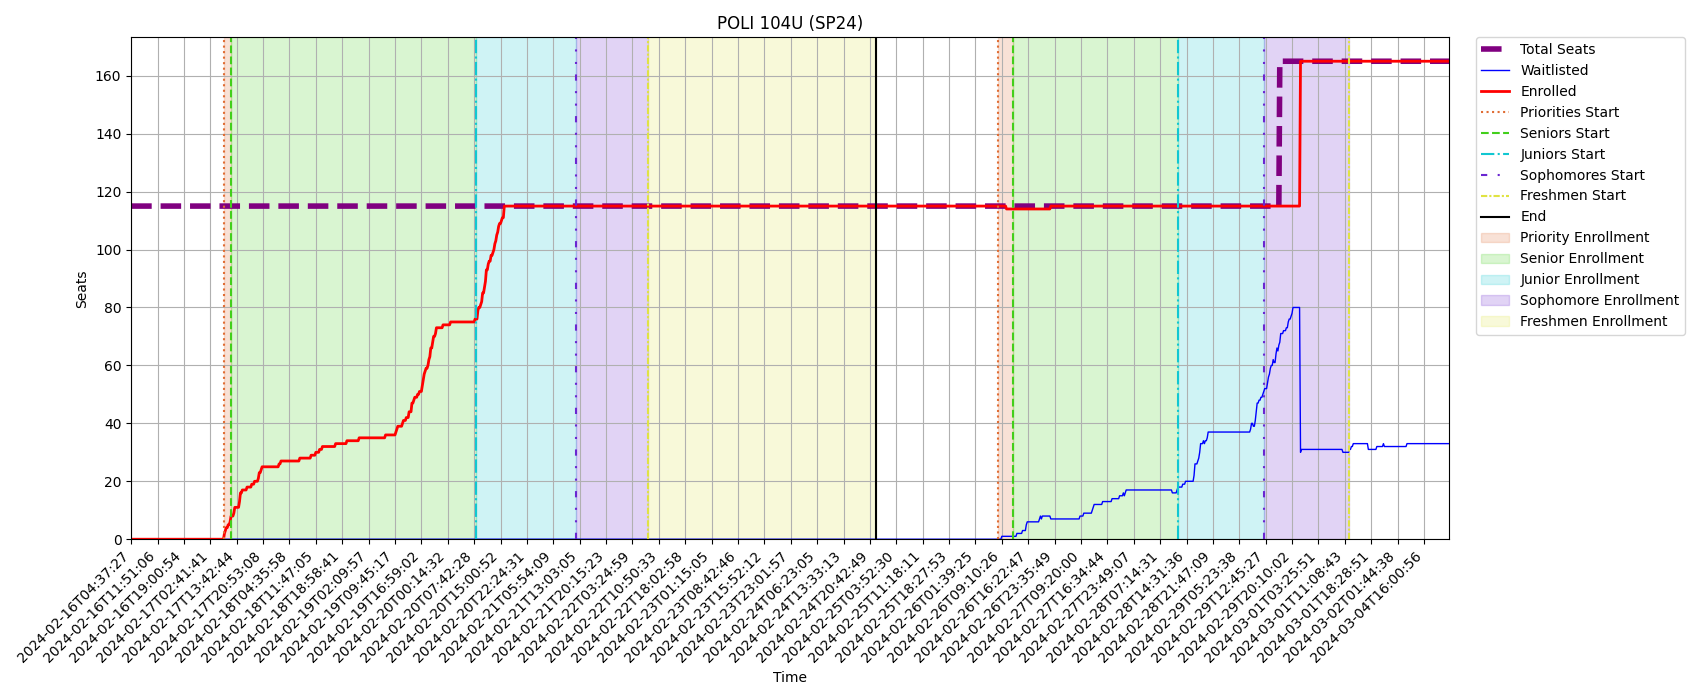 POLI 104U (SP24)
Total Seats
Waitlisted
Enrolled
Priorities Start
Seniors Start
Juniors Start
Sophomores Start
Freshmen Start
End
Priority Enrollment
Senior Enrollment
Junior Enrollment
Sophomore Enrollment
Freshmen Enrollment
Seats
160
140
120
100
80
60
40
20
0
2024-02-16T04:37:27
2024-02-16T11:51:06
2024-02-16T19:00:54
2024-02-17T02:41:41
2024-02-17T13:42:44
2024-02-17T20:53:08
2024-02-18T04:35:58
2024-02-18T11:47:05
2024-02-18T18:58:41
2024-02-19T02:09:57
2024-02-19T09:45:17
2024-02-19T16:59:02
2024-02-20T00:14:32
2024-02-20T07:42:28
2024-02-20T15:00:52
2024-02-20T22:24:31
2024-02-21T05:54:09
2024-02-21T13:03:05
2024-02-21T20:15:23
2024-02-22T03:24:59
2024-02-22T10:50:33
2024-02-22T18:02:58
2024-02-23T01:15:05
2024-02-23T08:42:46
2024-02-23T15:52:12
2024-02-23T23:01:57
2024-02-24T06:23:05
2024-02-24T13:33:13
2024-02-24T20:42:49
2024-02-25T03:52:30
2024-02-25T11:18:11
2024-02-25T18:27:53
2024-02-26T01:39:25
2024-02-26T09:10:26
2024-02-26T16:22:47
2024-02-26T23:35:49
2024-02-27T09:20:00
2024-02-27T16:34:44
2024-02-27T23:49:07
2024-02-28T07:14:31
2024-02-28T14:31:36
2024-02-28T21:47:09
2024-02-29T05:23:38
2024-02-29T12:45:27
2024-02-29T20:10:02
2024-03-01T03:25:51
2024-03-01T11:08:43
2024-03-01T18:28:51
2024-03-02T01:44:38
2024-03-04T16:00:56
Time